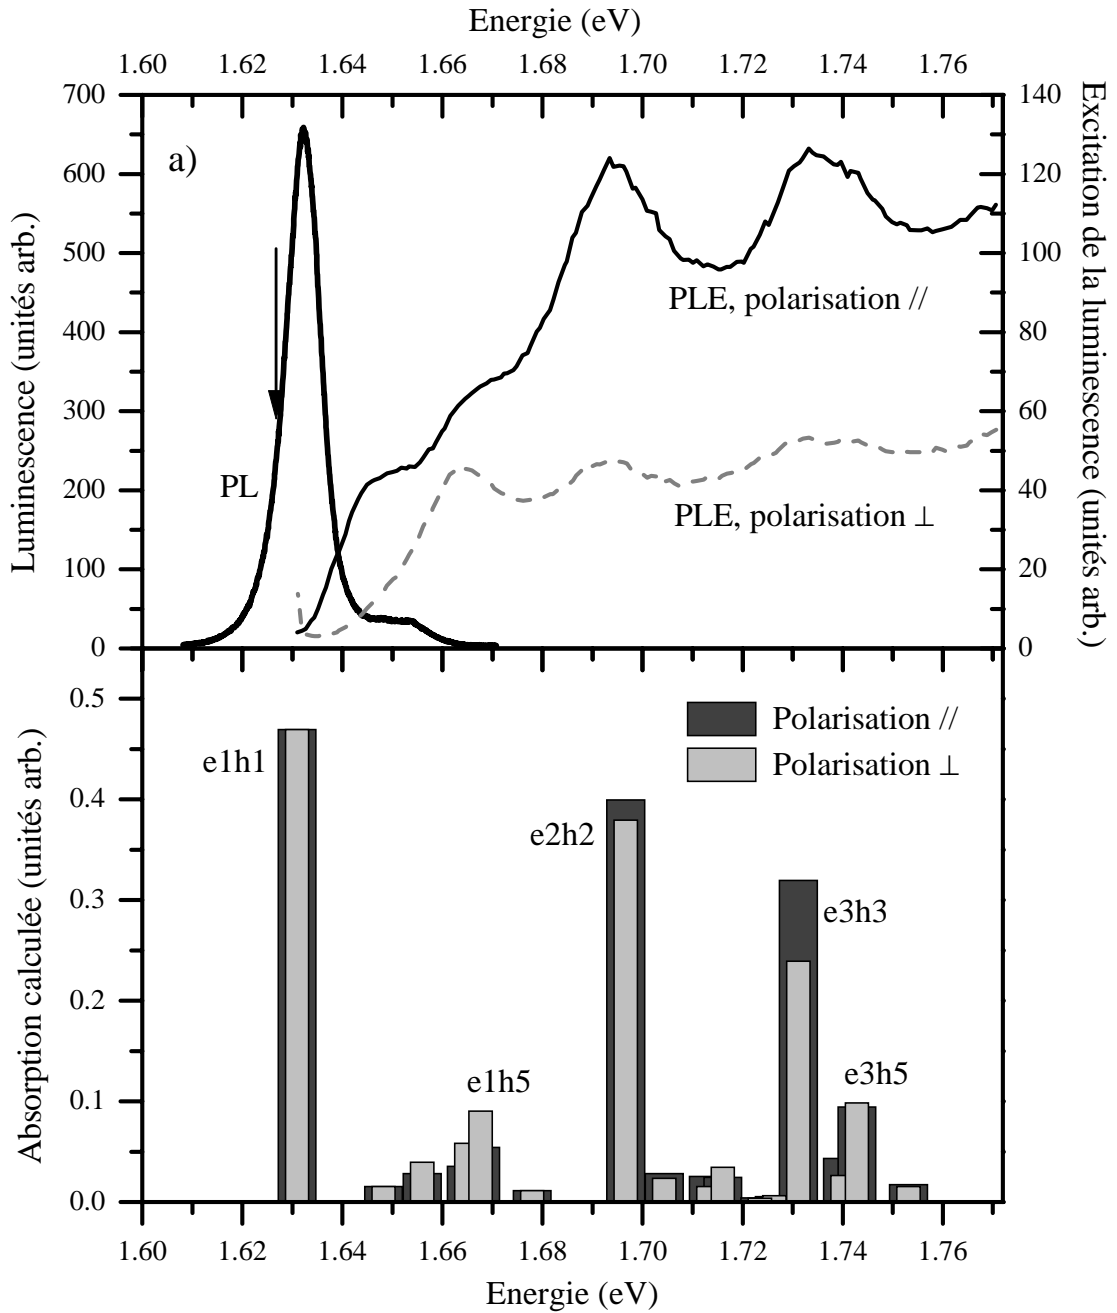 Energie (eV)
1.60 1.62 1.64 1.66 1.68 1.70 1.72 1.74 1.76
700 140
600 120
500 100
400 80
300 60
200 40
100 20
0 0
Luminescence (unités arb.)
Excitation de la luminescence (unités arb.)
a)
PLE, polarisation //
PL
PLE, polarisation ⊥
Absorption calculée (unités arb.)
0.5
0.4
0.3
0.2
0.1
0.0
Polarisation //
Polarisation ⊥
e1h1
e2h2
e3h3
e1h5
e3h5
1.60 1.62 1.64 1.66 1.68 1.70 1.72 1.74 1.76
Energie (eV)